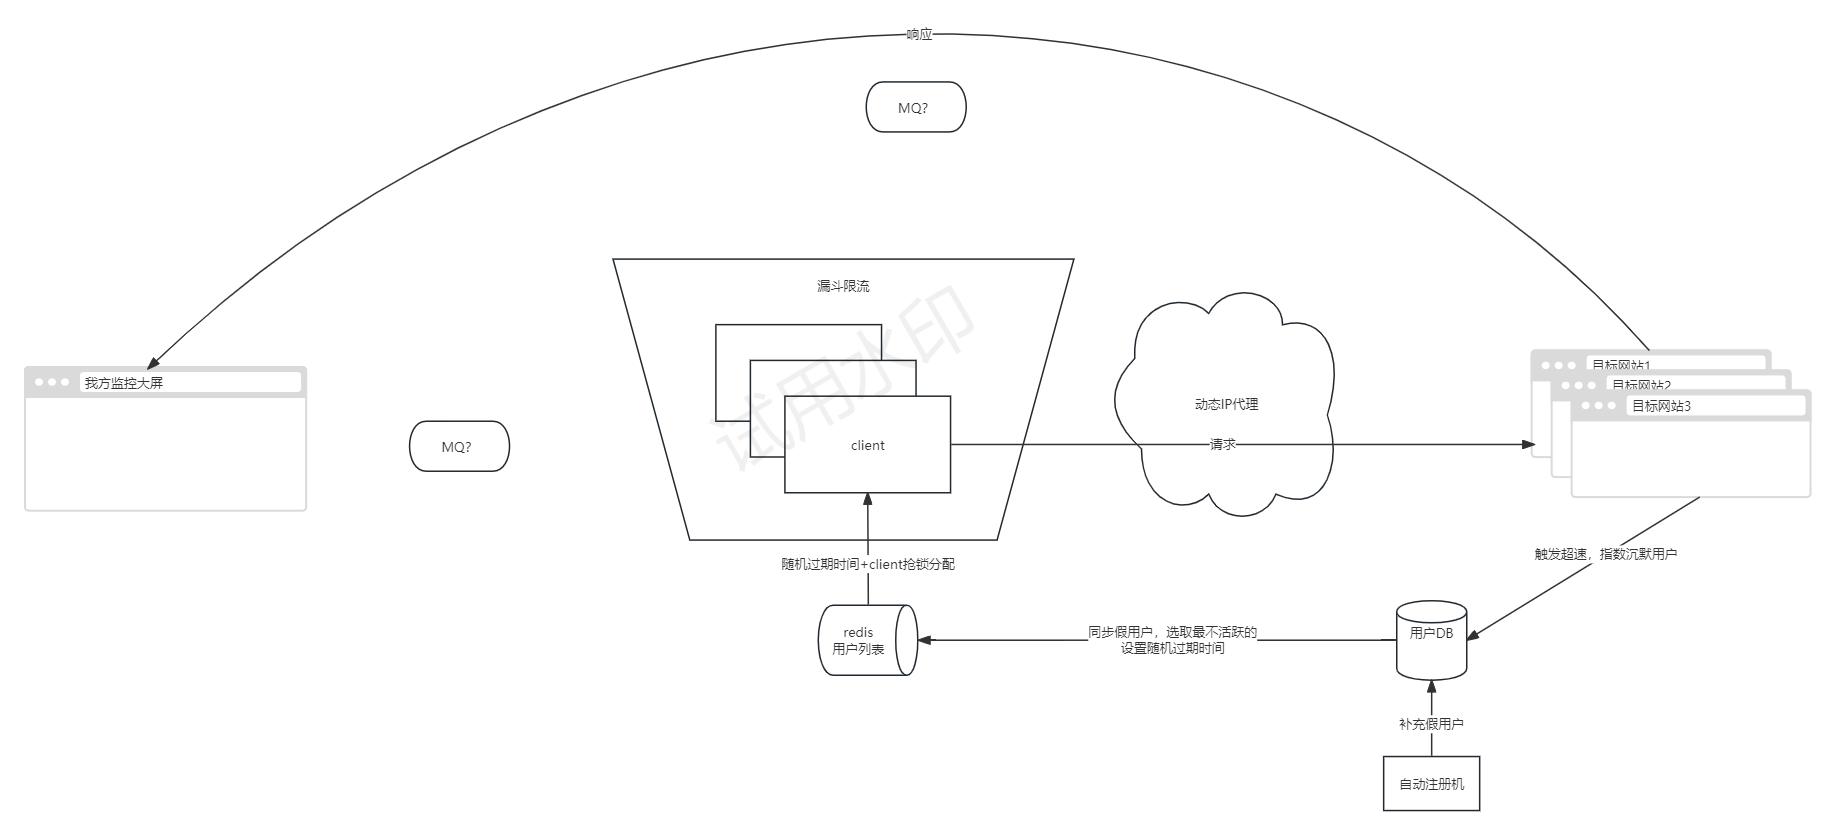 响应
MQ?
漏斗限流
试用水印
目标网站1
我方监控大屏
目标网站2
动态IP代理
目标网站3
MQ?
client
请求
触发超速，指数沉默用户
随机过期时间+client抢锁分配
redis
用户列表
同步假用户，选取最不活跃的
设置随机过期时间
用户DB
补充假用户
自动注册机